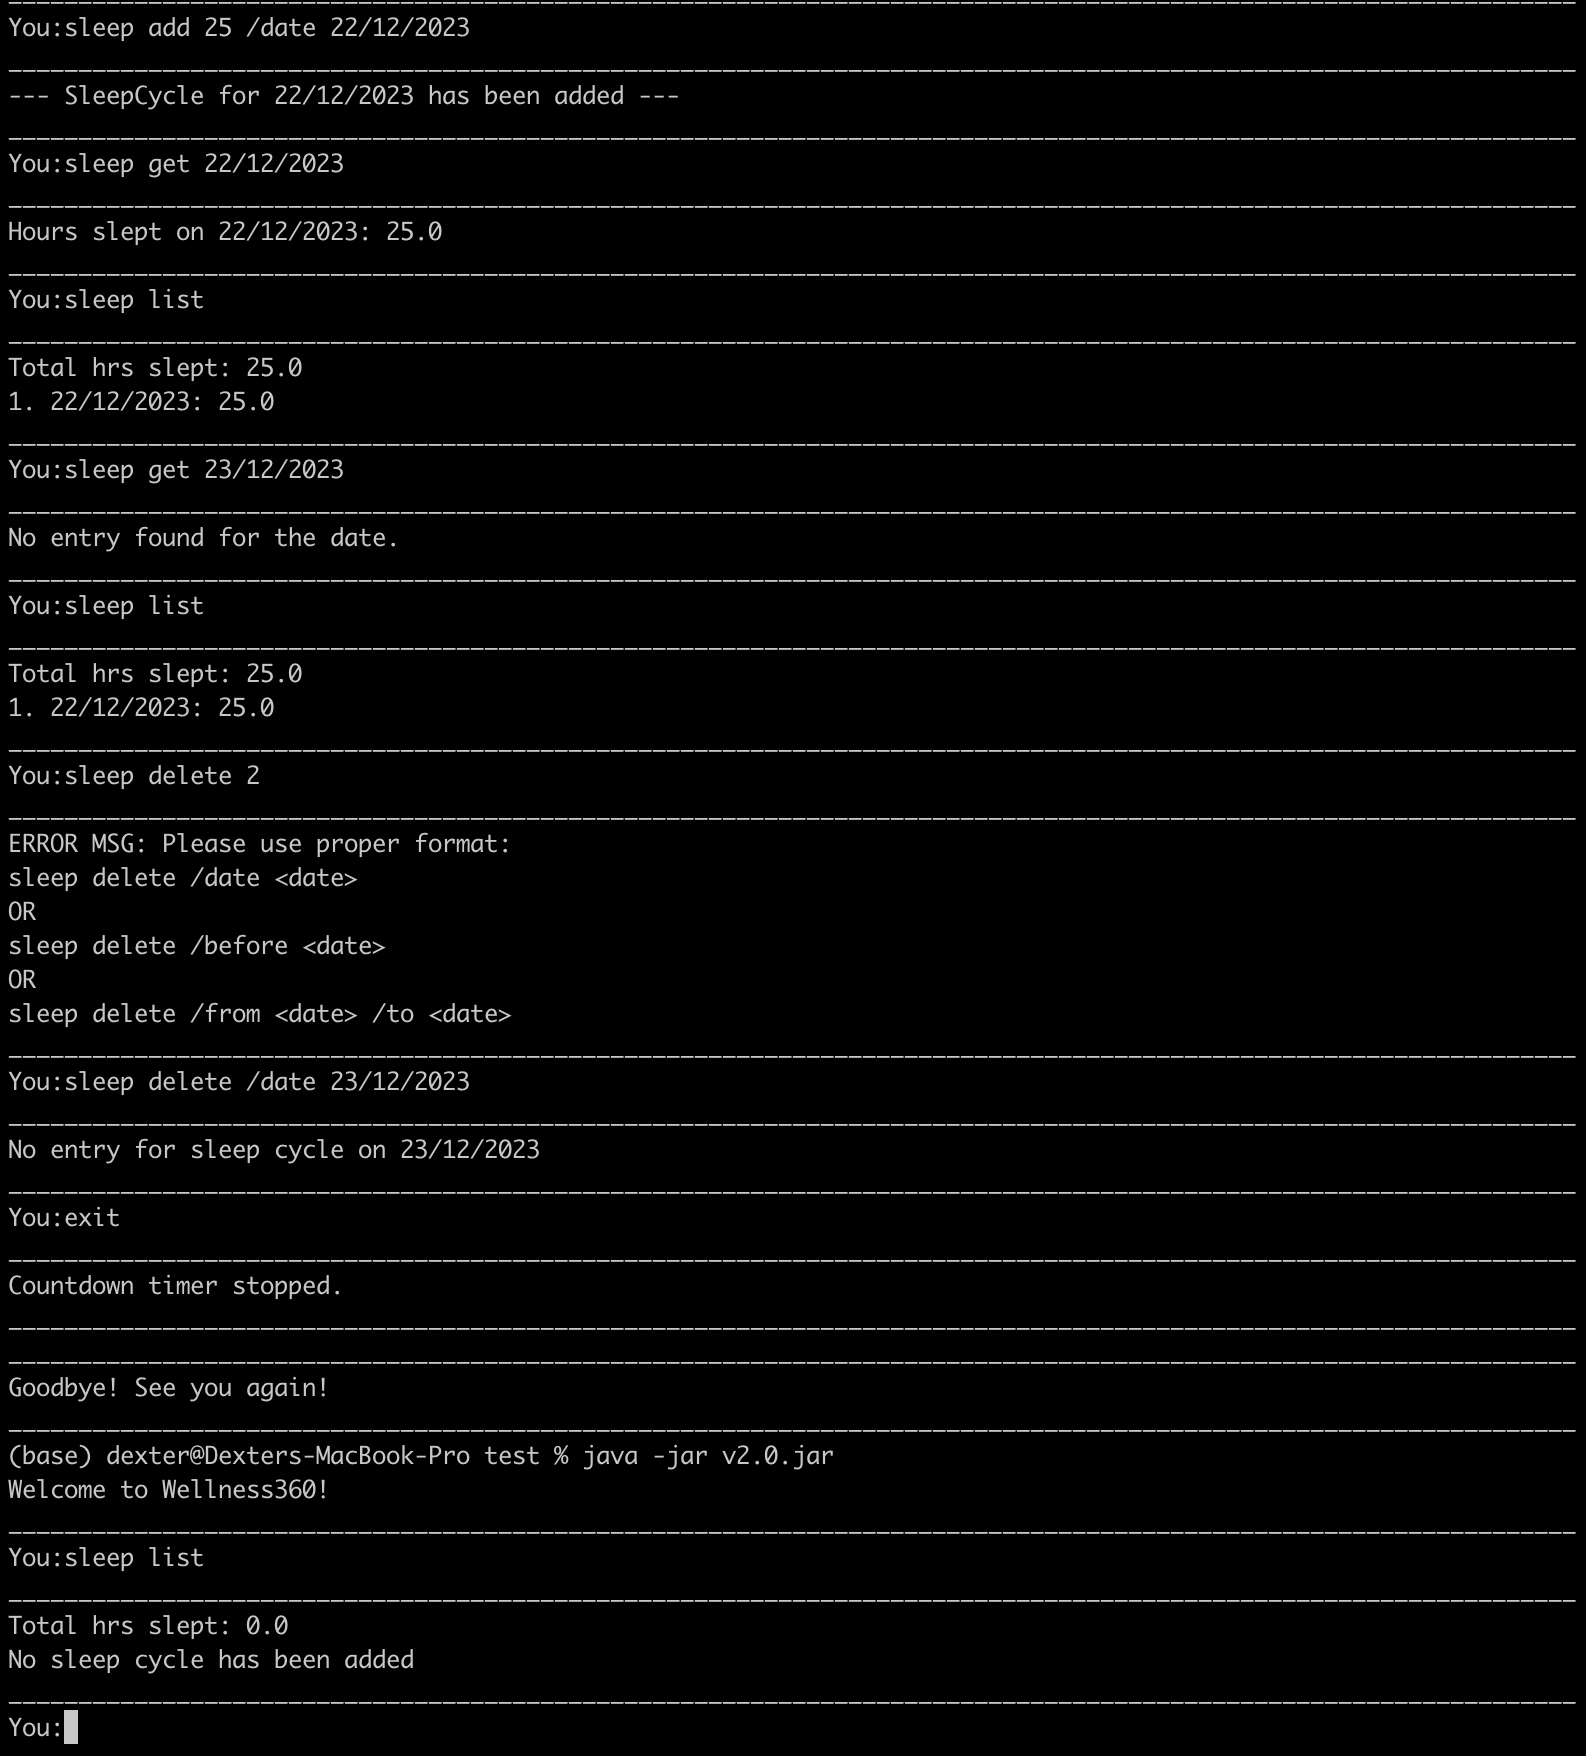 You:sleep add 25 /date 22/12/2023
--- SleepCycle for 22/12/2023 has been added ---
You:sleep get 22/12/2023
Hours slept on 22/12/2023: 25.0
You:sleep list
Total hrs slept: 25.0
1. 22/12/2023: 25.0
You:sleep get 23/12/2023
No entry found for the date.
You:sleep list
Total hrs slept: 25.0
1. 22/12/2023: 25.0
You:sleep delete 2
ERROR MSG: Please use proper format:
sleep delete /date <date>
OR
sleep delete /before <date>
OR
sleep delete /from <date> /to <date>
You:sleep delete /date 23/12/2023
No entry for sleep cycle on 23/12/2023
You:exit
Countdown timer stopped.
Goodbye! See you again!
(base) dexter@Dexters-MacBook-Pro test % java -jar v2.0.jar
Welcome to Wellness360!
You:sleep list
Total hrs slept: 0.0
No sleep cycle has been added
You: